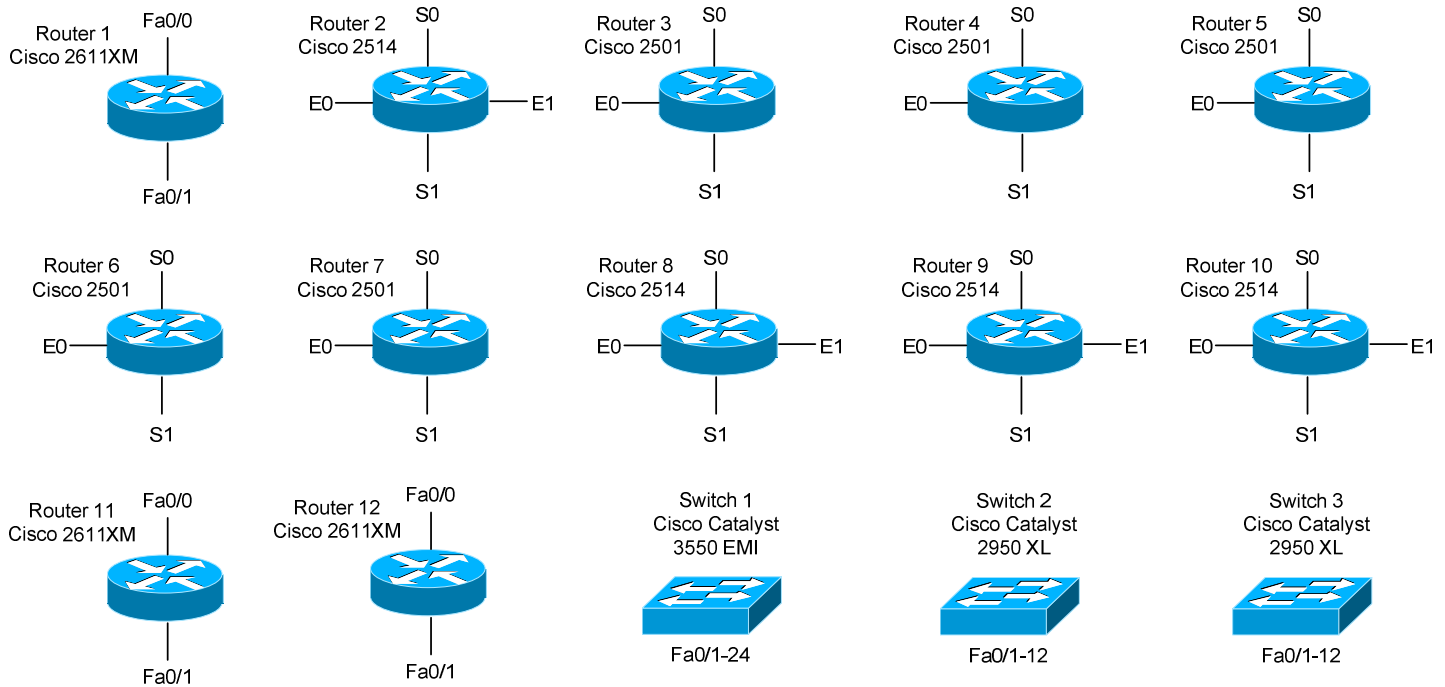 Router 1
Cisco 2611XM
Fa0/0
Fa0/1
Router 2
Cisco 2514
S0
E0
E1
S1
Router 3
Cisco 2501
S0
E0
S1
Router 4
Cisco 2501
S0
E0
S1
Router 5
Cisco 2501
S0
E0
S1
Router 6
Cisco 2501
S0
E0
S1
Router 7
Cisco 2501
S0
E0
S1
Router 8
Cisco 2514
S0
E0
E1
S1
Router 9
Cisco 2514
S0
E0
E1
S1
Router 10
Cisco 2514
S0
E0
E1
S1
Router 11
Cisco 2611XM
Fa0/0
Fa0/1
Router 12
Cisco 2611XM
Fa0/0
Fa0/1
Switch 1
Cisco Catalyst
3550 EMI
Fa0/1-24
Switch 2
Cisco Catalyst
2950 XL
Fa0/1-12
Switch 3
Cisco Catalyst
2950 XL
Fa0/1-12